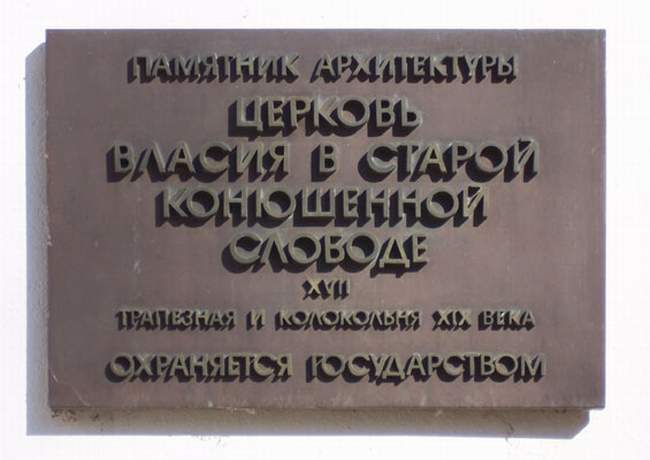 ПАМЯТНИК АРХИТЕКТУРЫ
ЦЕРКОВЬ
ВЛАСИЯ В СТАРОЙ
КОНЮШЕННОЙ
СЛОБОДЕ
XVII
ТРАПЕЗНАЯ И КОЛОКОЛЬНЯ XIX ВЕКА
ОХРАНЯЕТСЯ ГОСУДАРСТВОМ